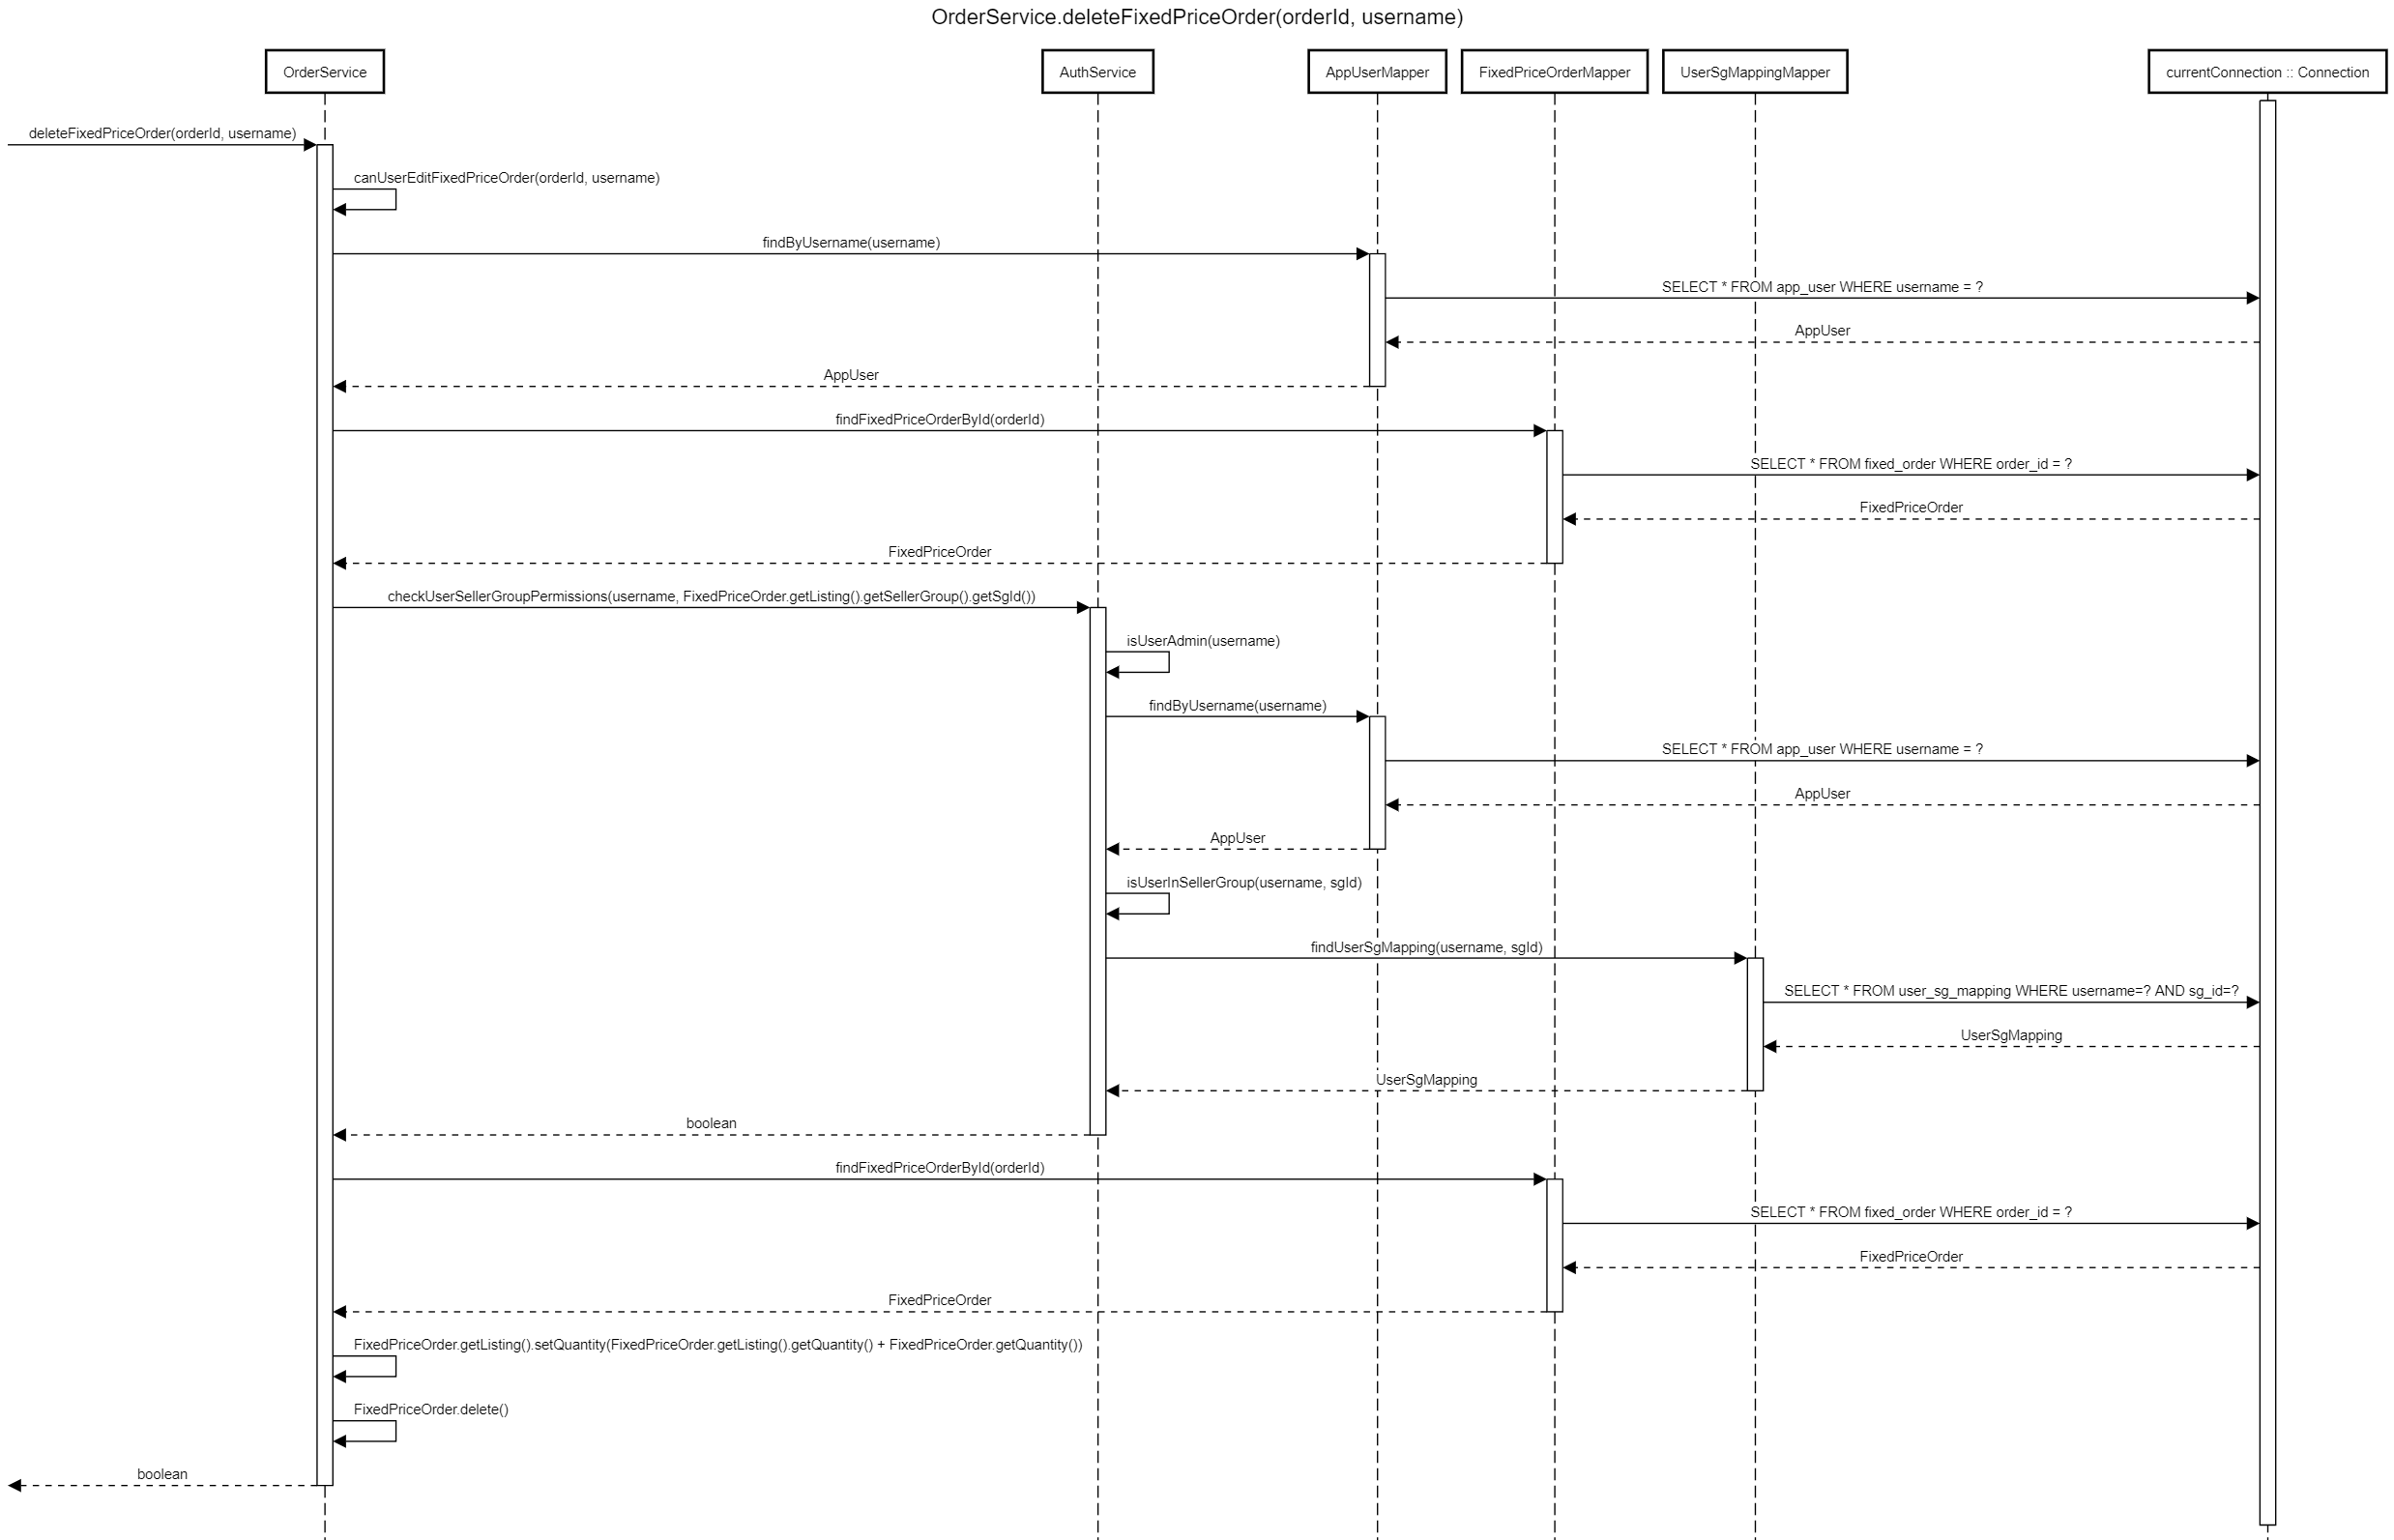 OrderService.deleteFixedPriceOrder(orderId, username)
OrderService
AuthService
AppUserMapper
FixedPriceOrderMapper
UserSgMappingMapper
currentConnection :: Connection
deleteFixedPriceOrder(orderId, username)
canUserEditFixedPriceOrder(orderId, username)
findByUsername(username)
SELECT * FROM app_user WHERE username = ?
AppUser
AppUser
findFixedPriceOrderById(orderId)
SELECT * FROM fixed_order WHERE order_id = ?
FixedPriceOrder
FixedPriceOrder
checkUserSellerGroupPermissions(username, FixedPriceOrder.getListing().getSellerGroup().getSgId())
isUserAdmin(username)
findByUsername(username)
SELECT * FROM app_user WHERE username = ?
AppUser
AppUser
isUserInSellerGroup(username, sgId)
findUserSgMapping(username, sgId)
SELECT * FROM user_sg_mapping WHERE username=? AND sg_id=?
UserSgMapping
UserSgMapping
boolean
findFixedPriceOrderById(orderId)
SELECT * FROM fixed_order WHERE order_id = ?
FixedPriceOrder
FixedPriceOrder
FixedPriceOrder.getListing().setQuantity(FixedPriceOrder.getListing().getQuantity() + FixedPriceOrder.getQuantity())
FixedPriceOrder.delete()
boolean